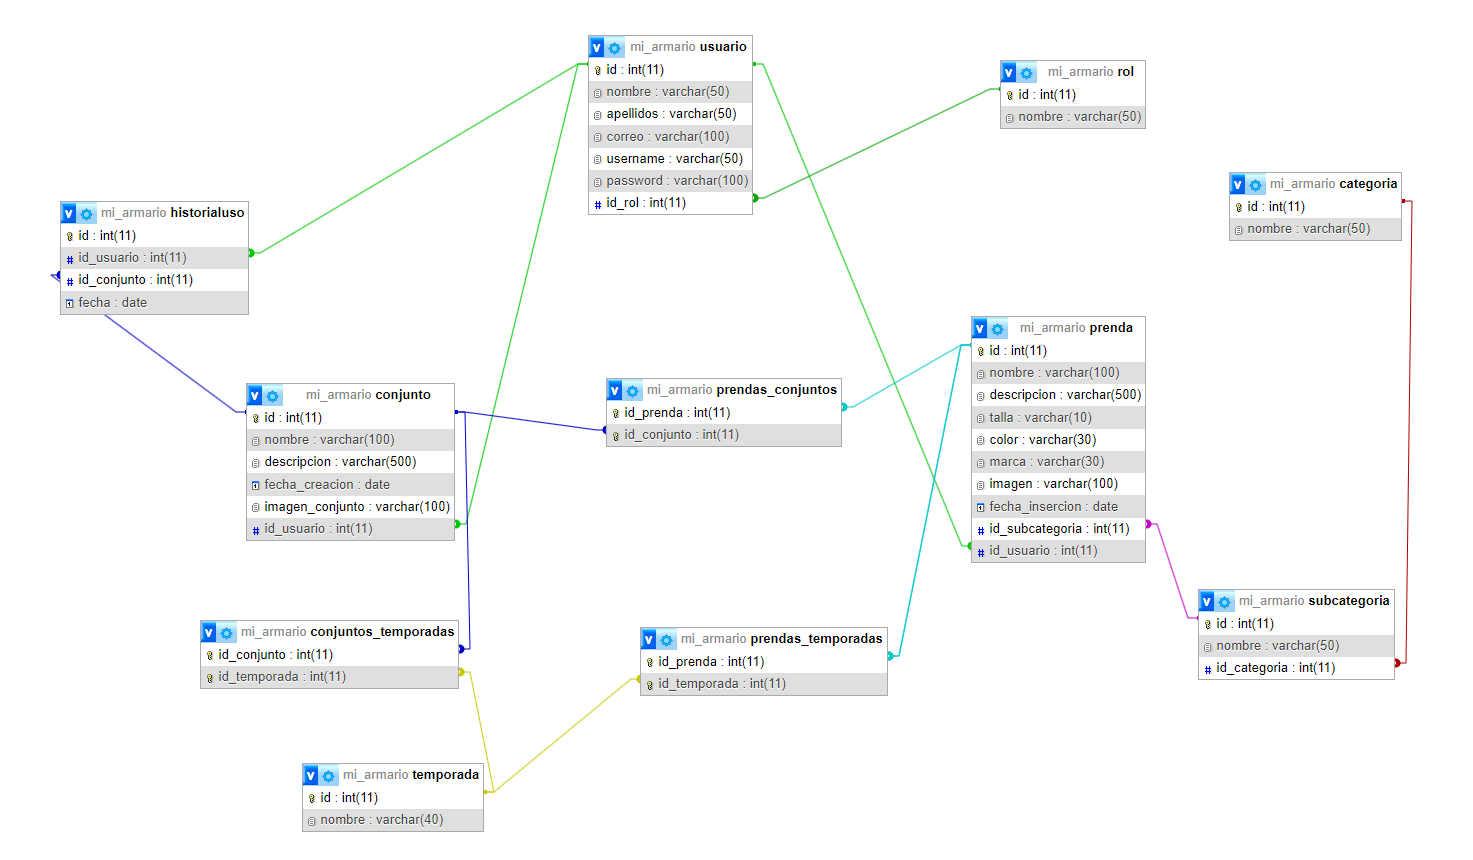 mi_armario usuario
id : int(11)
nombre : varchar(50)
apellidos : varchar(50)
correo : varchar(100)
username : varchar(50)
password : varchar(100)
id_rol : int(11)
mi_armario rol
id : int(11)
nombre : varchar(50)
mi_armario categoria
id : int(11)
nombre : varchar(50)
mi_armario historialuso
id : int(11)
id_usuario : int(11)
id_conjunto : int(11)
fecha : date
mi_armario prenda
id : int(11)
nombre : varchar(100)
descripcion : varchar(500)
talla : varchar(10)
color : varchar(30)
marca : varchar(30)
imagen : varchar(100)
fecha_insercion : date
id_subcategoria : int(11)
id_usuario : int(11)
mi_armario conjunto
id : int(11)
nombre : varchar(100)
descripcion : varchar(500)
fecha_creacion : date
imagen_conjunto : varchar(100)
id_usuario : int(11)
mi_armario prendas_conjuntos
id_prenda : int(11)
id_conjunto : int(11)
mi_armario subcategoria
id : int(11)
nombre : varchar(50)
id_categoria : int(11)
mi_armario conjuntos_temporadas
id_conjunto : int(11)
id_temporada : int(11)
mi_armario prendas_temporadas
id_prenda : int(11)
id_temporada : int(11)
mi_armario temporada
id : int(11)
nombre : varchar(40)